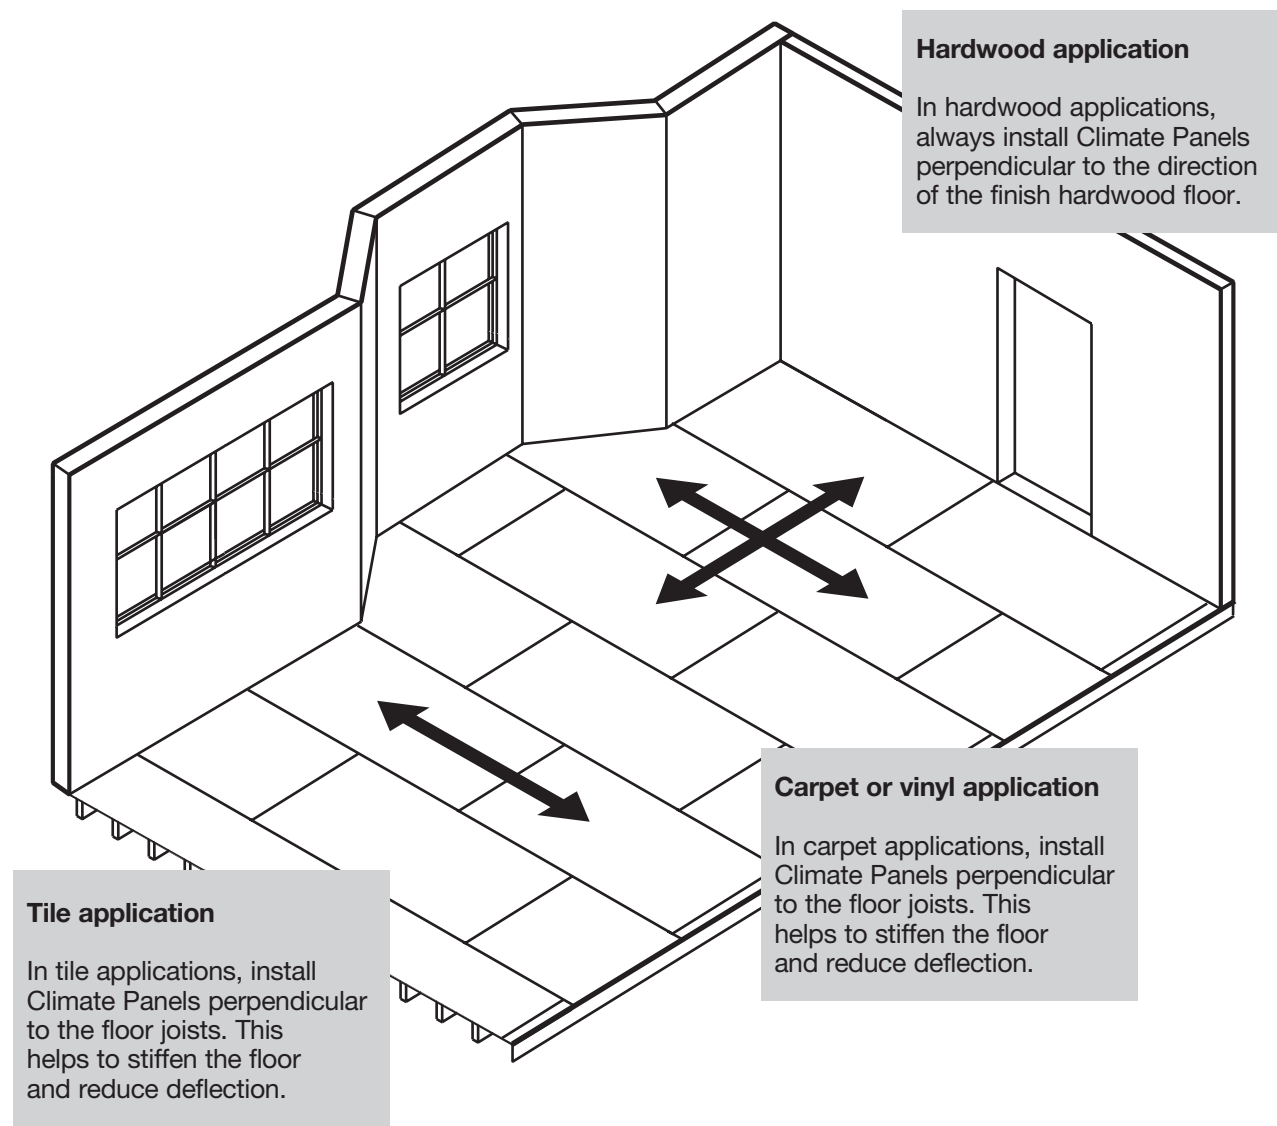 Hardwood application
In hardwood applications,
always install Climate Panels
perpendicular to the direction
of the finish hardwood floor.
Carpet or vinyl application
In carpet applications, install
Climate Panels perpendicular
to the floor joists. This
helps to stiffen the floor
and reduce deflection.
Tile application
In tile applications, install
Climate Panels perpendicular
to the floor joists. This
helps to stiffen the floor
and reduce deflection.